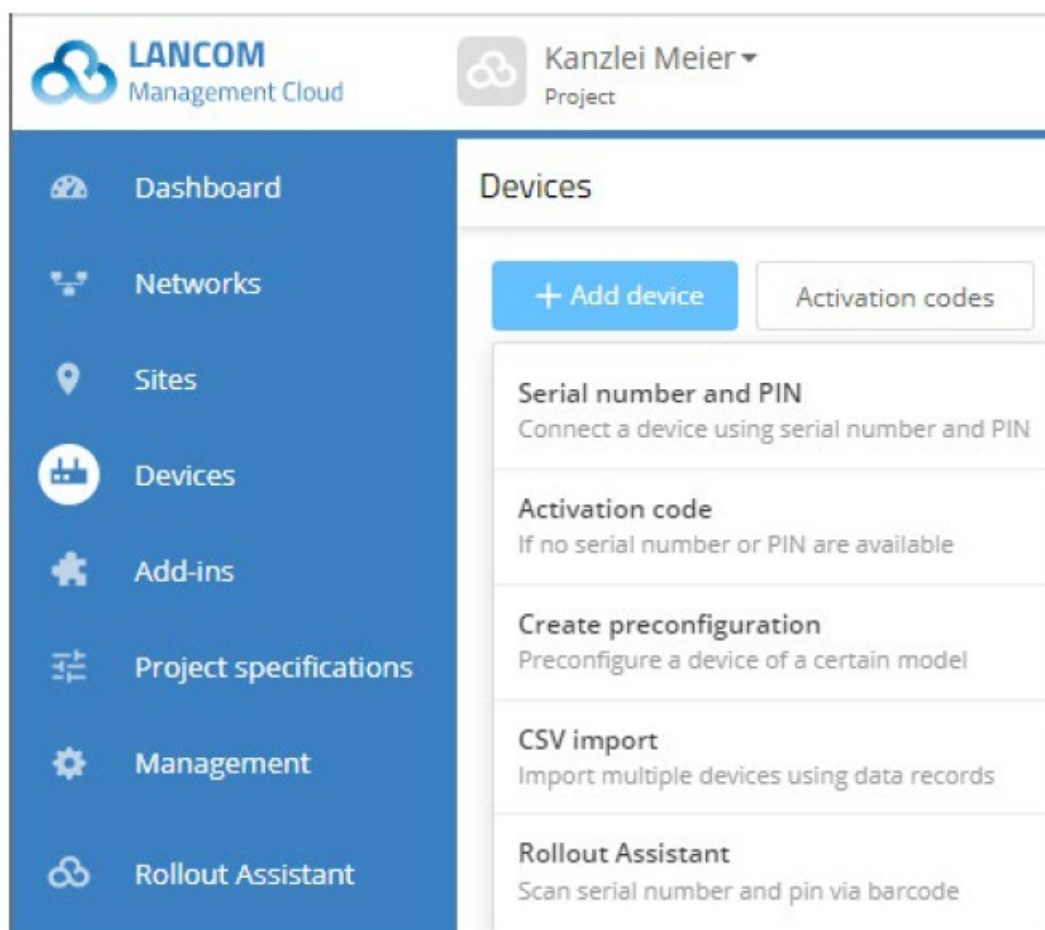 LANCOM
Management Cloud
Kanzlei Meier
Project
Dashboard
Networks
Sites
Devices
Add-ins
Project specifications
Management
Rollout Assistant
Devices
+ Add device
Activation codes
Serial number and PIN
Connect a device using serial number and PIN
Activation code
If no serial number or PIN are available
Create preconfiguration
Preconfigure a device of a certain model
CSV import
Import multiple devices using data records
Rollout Assistant
Scan serial number and pin via barcode